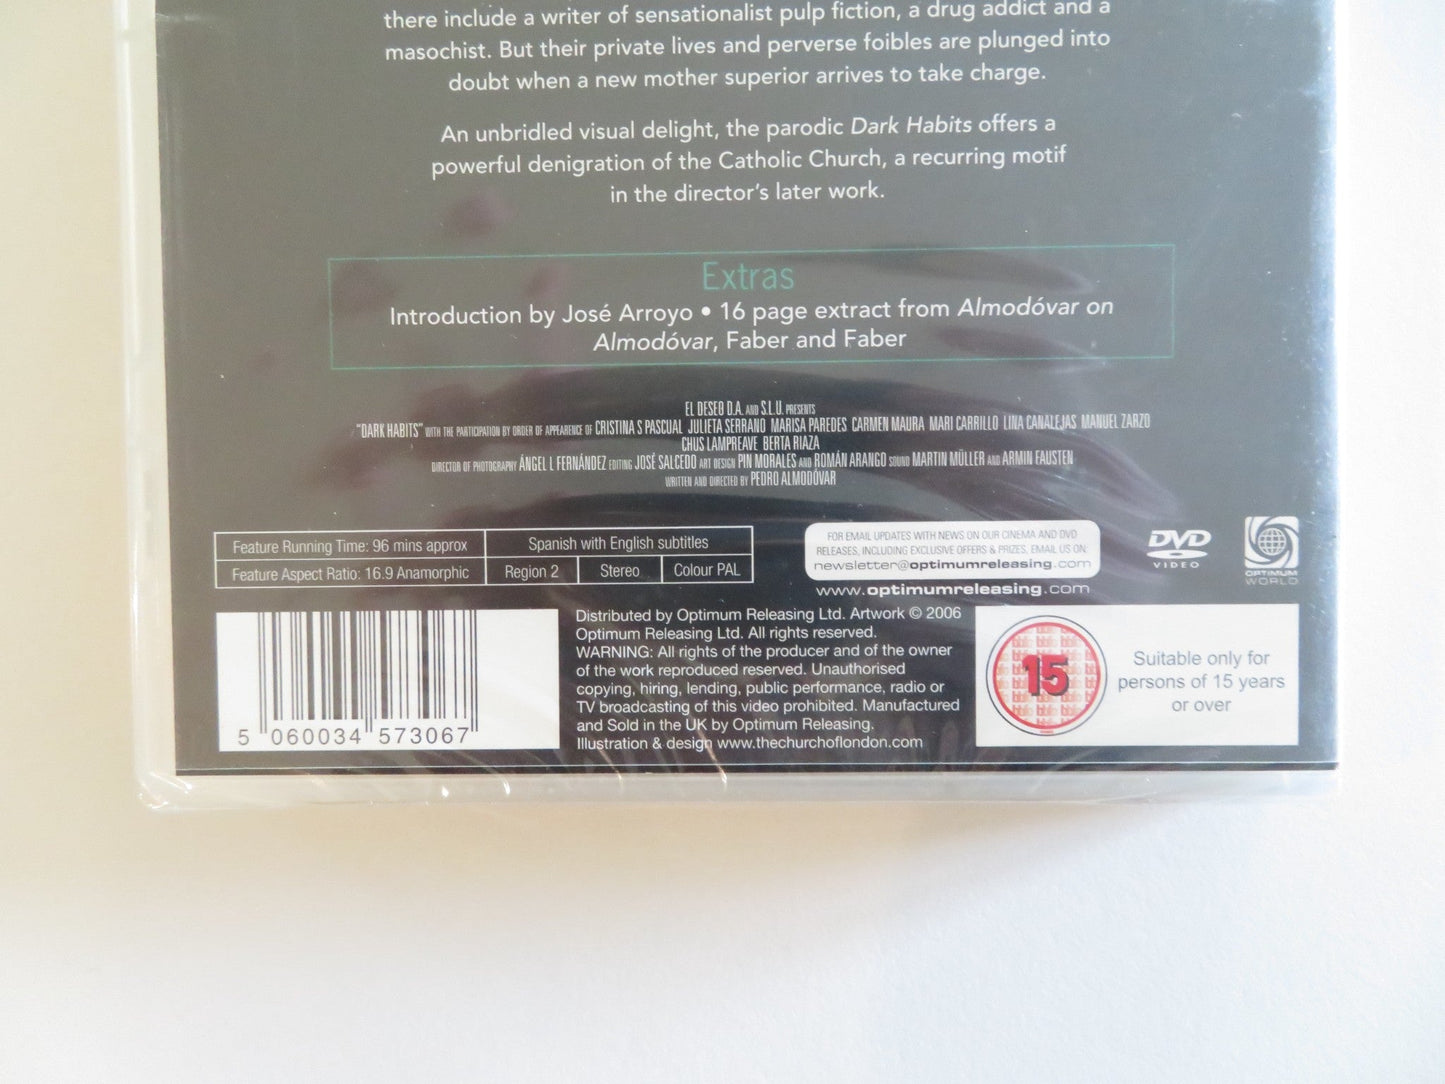 there include a writer of sensationalist pulp fiction, a drug addict and a
masochist. But their private lives and perverse foibles are plunged into
doubt when a new mother superior arrives to take charge.
An unbridled visual delight, the parodic Dark Habits offers a
powerful denigration of the Catholic Church, a recurring motif
in the director's later work.
Extras
Introduction by José Arroyo • 16 page extract from Almodóvar on
Almodóvar, Faber and Faber
EL DESEO D.A. AND S.L.U. PRESENTS
"DARK HABITS" WITH THE PARTICIPATION BY ORDER OF APPEARENCE OF CRISTINA S PASCUAL JULIETA SERRANO MARISA PAREDES CARMEN MAURA MARI CARRILLO LINA CANALEJAS MANUEL ZARZO
CHUS LAMPREAVE BERTA RIAZA
DIRECTOR OF PHOTOGRAPHY ÁNGEL L FERNÁNDEZ EDITING JOSÉ SALCEDO ART DESIGN PIN MORALES AND ROMÁN ARANGO SOUND MARTIN MÜLLER AND ARMIN FAUSTEN
WRITTEN AND DIRECTED BY PEDRO ALMODÓVAR
Feature Running Time: 96 mins approx
Spanish with English subtitles
Feature Aspect Ratio: 16.9 Anamorphic
Region 2
Stereo
Colour PAL
FOR EMAIL UPDATES WITH NEWS ON OUR CINEMA AND DVD
RELEASES, INCLUDING EXCLUSIVE OFFERS & PRIZES, EMAIL US ON:
newsletter@optimumreleasing.com
www.optimumreleasing.com
DVD
VIDEO
OPTIMUM
WORLD
5 060034 573067
Distributed by Optimum Releasing Ltd. Artwork © 2006
Optimum Releasing Ltd. All rights reserved.
WARNING: All rights of the producer and of the owner
of the work reproduced reserved. Unauthorised
copying, hiring, lending, public performance, radio or
TV broadcasting of this video prohibited. Manufactured
and Sold in the UK by Optimum Releasing.
Illustration & design www.thechurchoflondon.com
15
Suitable only for
persons of 15 years
or over